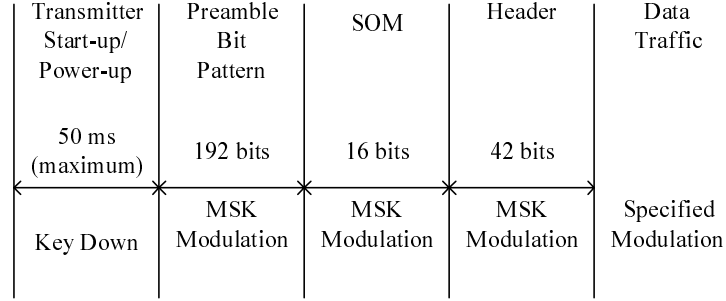 Transmitter
Start-up/
Power-up
Preamble
Bit
Pattern
SOM
Header
Data
Traffic
50 ms
(maximum)
192 bits
16 bits
42 bits
Key Down
MSK
Modulation
MSK
Modulation
MSK
Modulation
Specified
Modulation